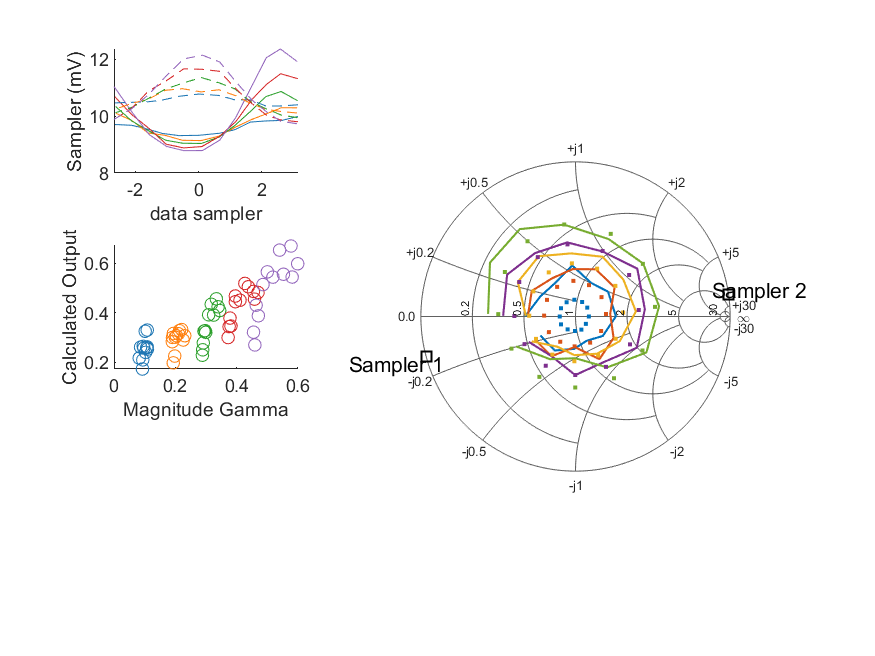 12
10
8
Sampler (mV)
-2
0
2
data sampler
0.6
0.4
0.2
Calculated Output
0
0.2
0.4
0.6
Magnitude Gamma
+j1
+j0.5
+j2
+j0.2
+j5
Sampler 2
+j30
0.0
0.2
0.5
1
2
5
30
∞
-j30
Sampler 1
-j0.2
-j5
-j0.5
-j2
-j1